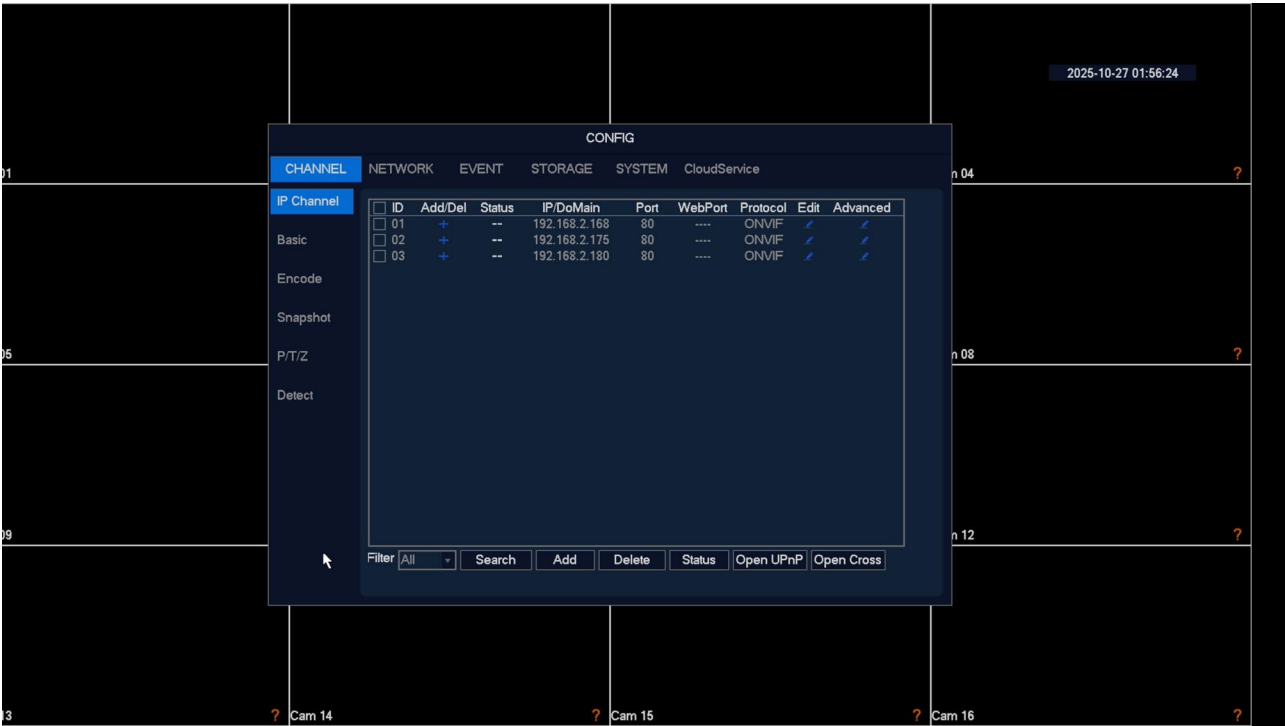 2025-10-27 01:56:24
CONFIG
CHANNEL NETWORK EVENT STORAGE SYSTEM CloudService
01 n 04 ?
IP Channel
ID Add/Del Status IP/DoMain Port WebPort Protocol Edit Advanced
01 + -- 192.168.2.168 80 ---- ONVIF
02 + -- 192.168.2.175 80 ---- ONVIF
03 + -- 192.168.2.180 80 ---- ONVIF
Basic
Encode
Snapshot
P/T/Z
05 n 08 ?
Detect
09 n 12 ?
Filter All Search Add Delete Status Open UPnP Open Cross
13 ? Cam 14 ? Cam 15 ? Cam 16 ?